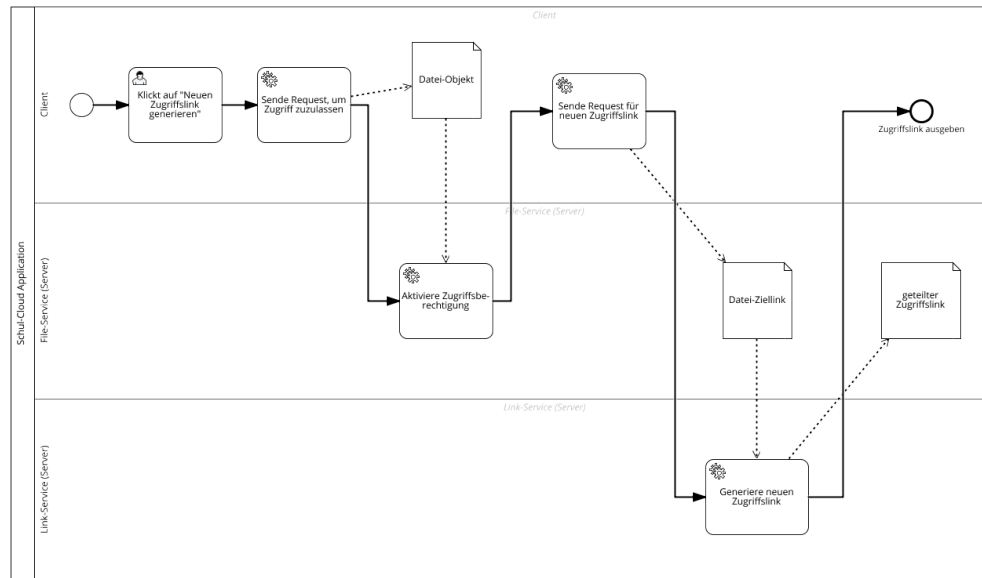 Client
Schul-Cloud Application
Client
Klickt auf "Neuen
Zugriffslink
generieren"
Sende Request, um
Zugriff zuzulassen
Datei-Objekt
Sende Request für
neuen Zugriffslink
Zugriffslink ausgeben
File-Service (Server)
File-Service (Server)
Aktiviere Zugriffsbe-
rechtigung
Datei-Ziellink
geteilter
Zugriffslink
Link-Service (Server)
Link-Service (Server)
Generiere neuen
Zugriffslink